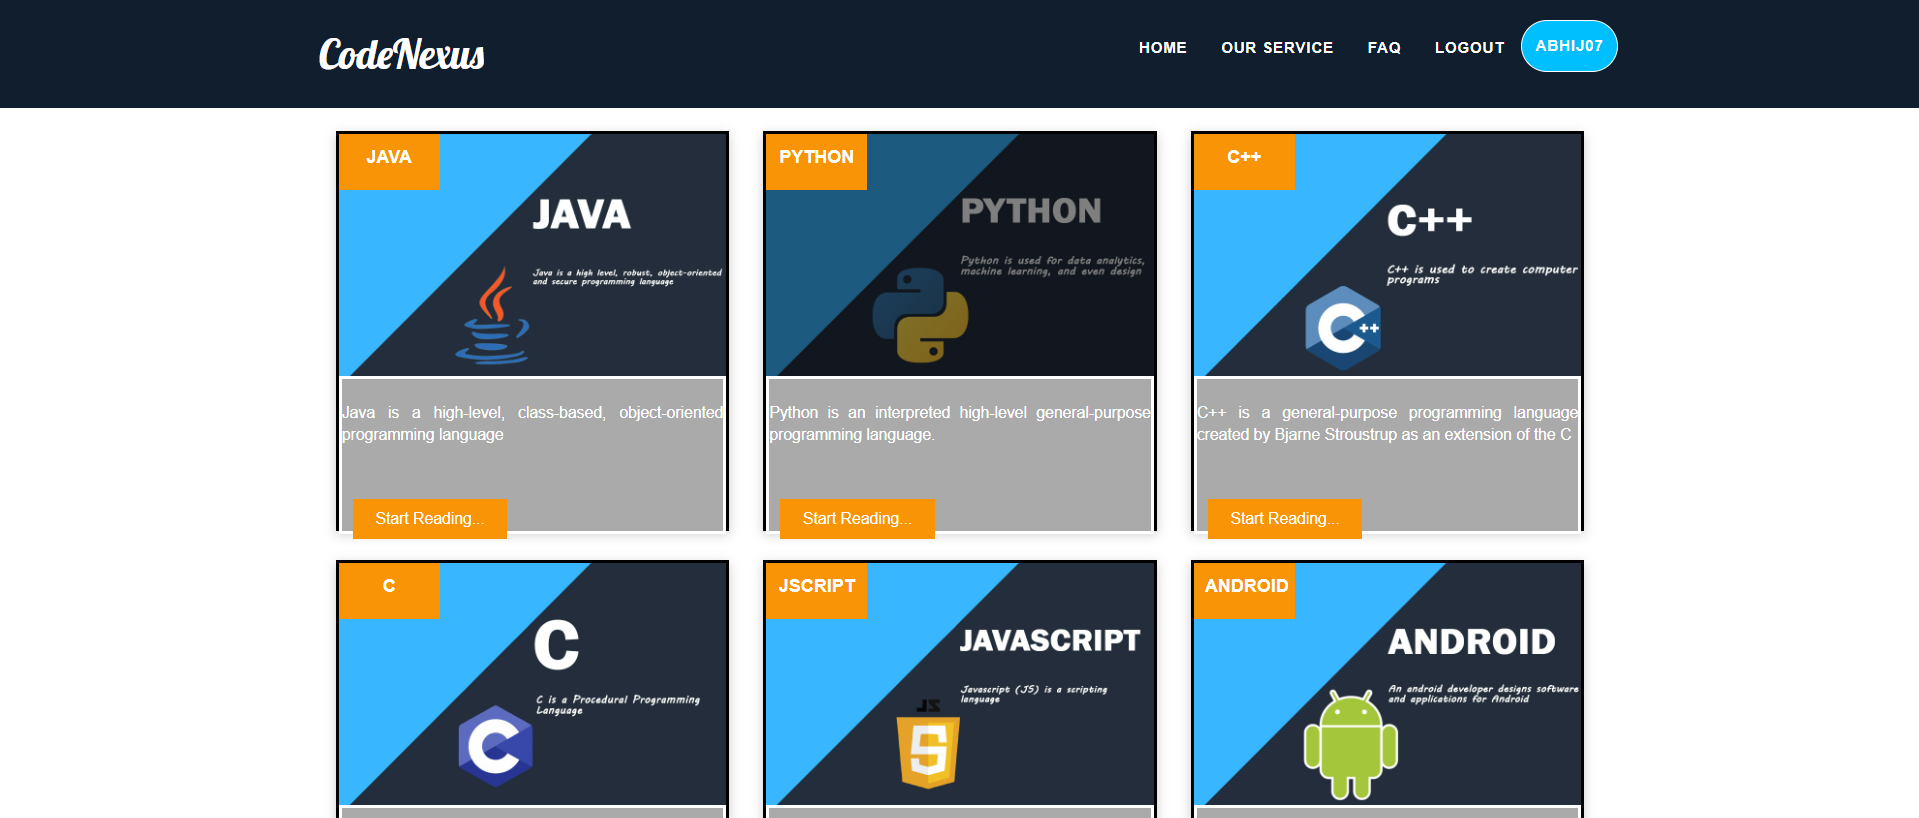 CodeNexus
HOME OUR SERVICE FAQ LOGOUT ABHIJ07
JAVA
JAVA
Java is a high level, robust, object-oriented
and secure programming language
Java is a high-level, class-based, object-oriented
programming language
Start Reading...
PYTHON
PYTHON
Python is used for data analytics,
machine learning, and even design
Python is an interpreted high-level general-purpose
programming language.
Start Reading...
C++
C++
C++ is used to create computer
programs
C++
C++ is a general-purpose programming language
created by Bjarne Stroustrup as an extension of the C
Start Reading...
C
C
C is a Procedural Programming
Language
C
JSCRIPT
JAVASCRIPT
Javascript (JS) is a scripting
language
JS
5
ANDROID
ANDROID
An android developer designs software
and applications for Android